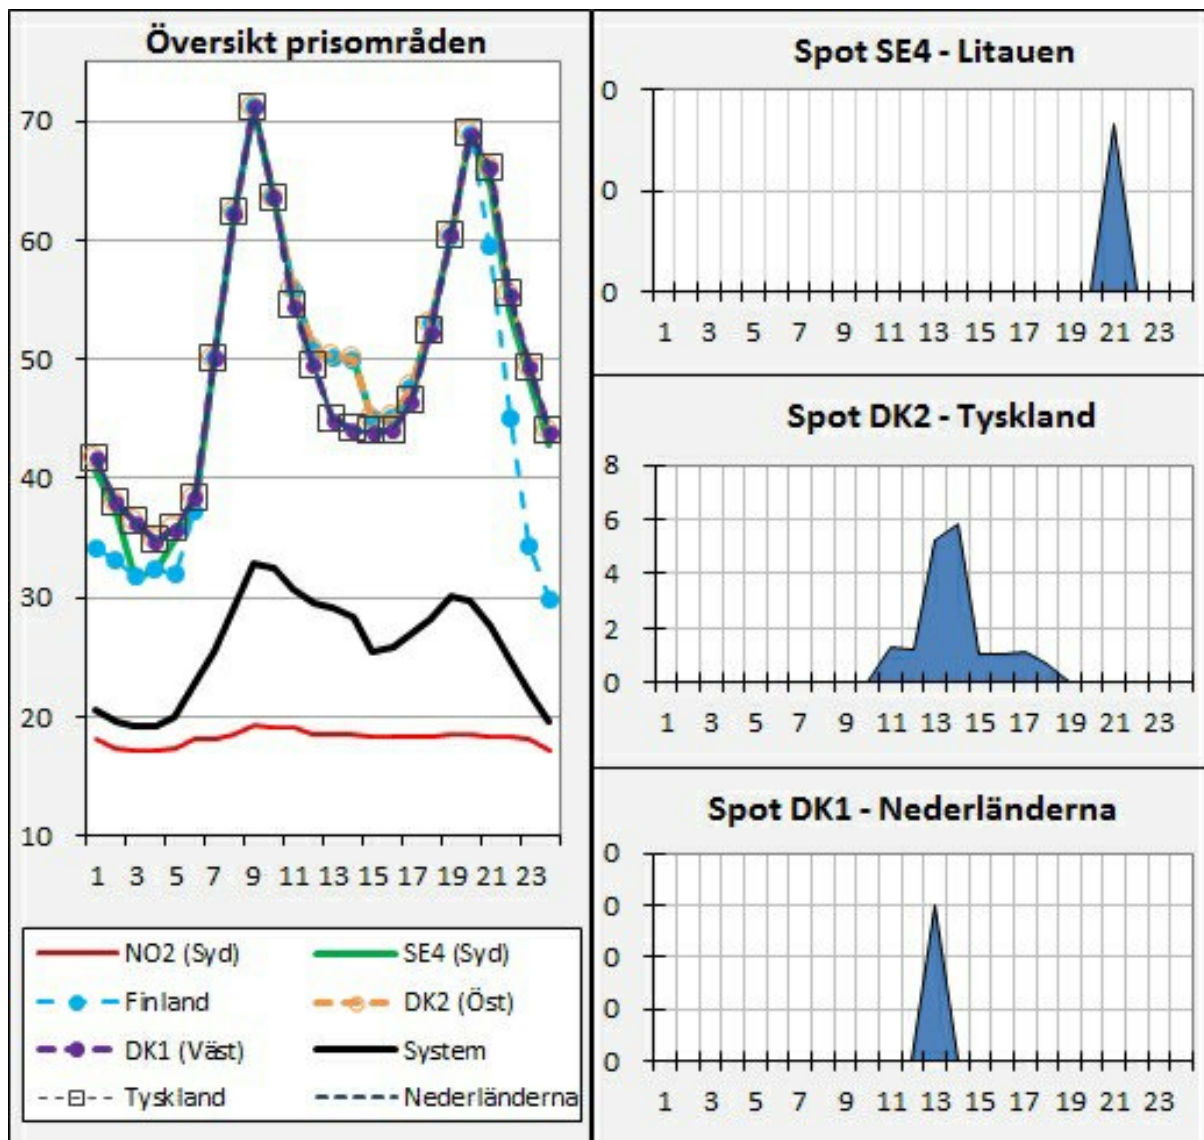 Översikt prisområden
70
60
50
40
30
20
10
1 3 5 7 9 11 13 15 17 19 21 23
NO2 (Syd) SE4 (Syd)
Finland DK2 (Öst)
DK1 (Väst) System
Tyskland Nederländerna
Spot SE4 - Litauen
0
0
0
1 3 5 7 9 11 13 15 17 19 21 23
Spot DK2 - Tyskland
8
6
4
2
0
1 3 5 7 9 11 13 15 17 19 21 23
Spot DK1 - Nederländerna
0
0
0
0
0
1 3 5 7 9 11 13 15 17 19 21 23